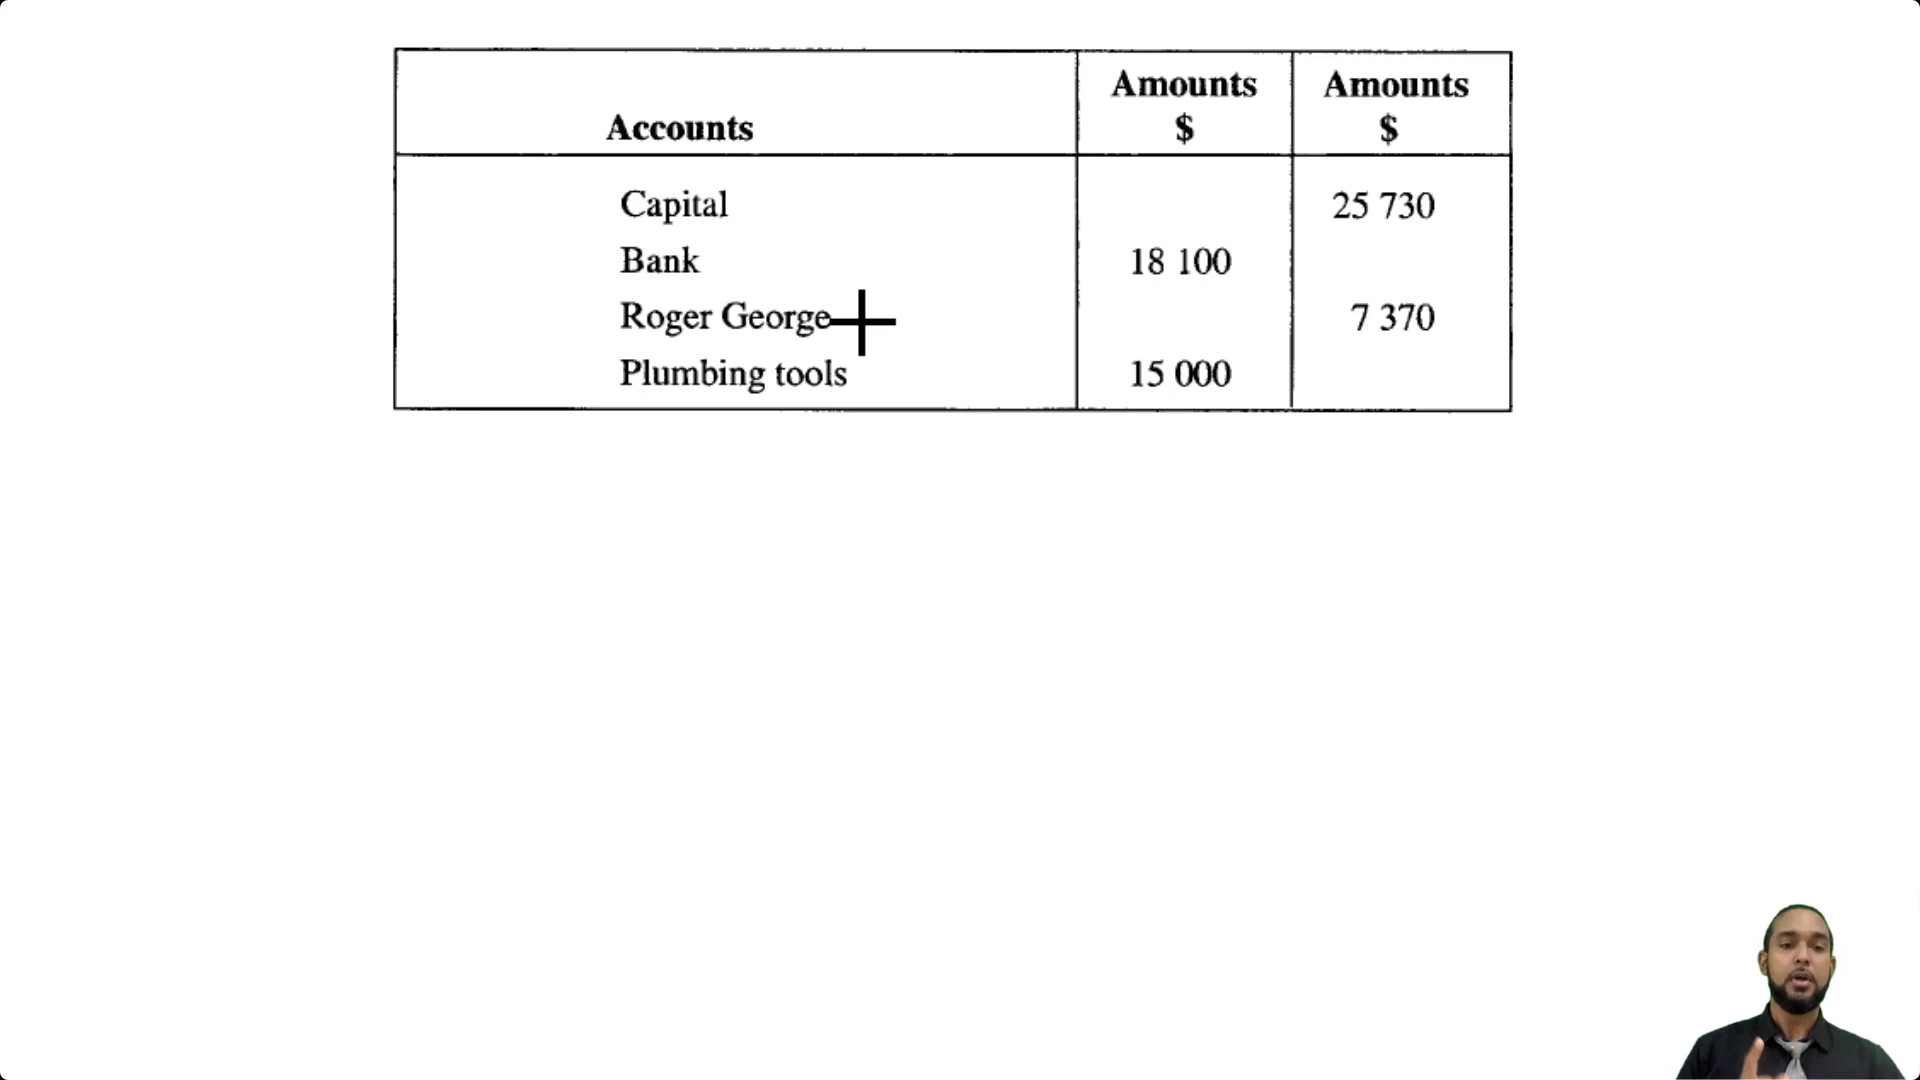 Accounts Amounts $ Amounts $
Capital 25 730
Bank 18 100
Roger George 7 370
Plumbing tools 15 000